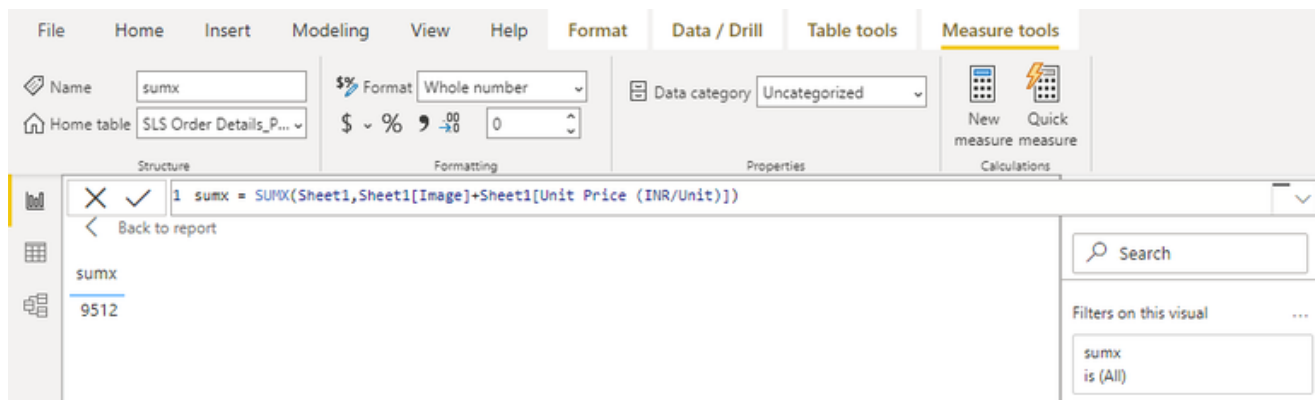 File Home Insert Modeling View Help Format Data / Drill Table tools Measure tools
Name sumx
Home table SLS Order Details_P...
Structure
$% Format Whole number
$ % 9 .00 0
Formatting
Data category Uncategorized
Properties
New measure
Quick measure
Calculations
1 sumx = SUMX(Sheet1,Sheet1[Image]+Sheet1[Unit Price (INR/Unit)])
Back to report
sumx
9512
Search
Filters on this visual ...
sumx
is (All)